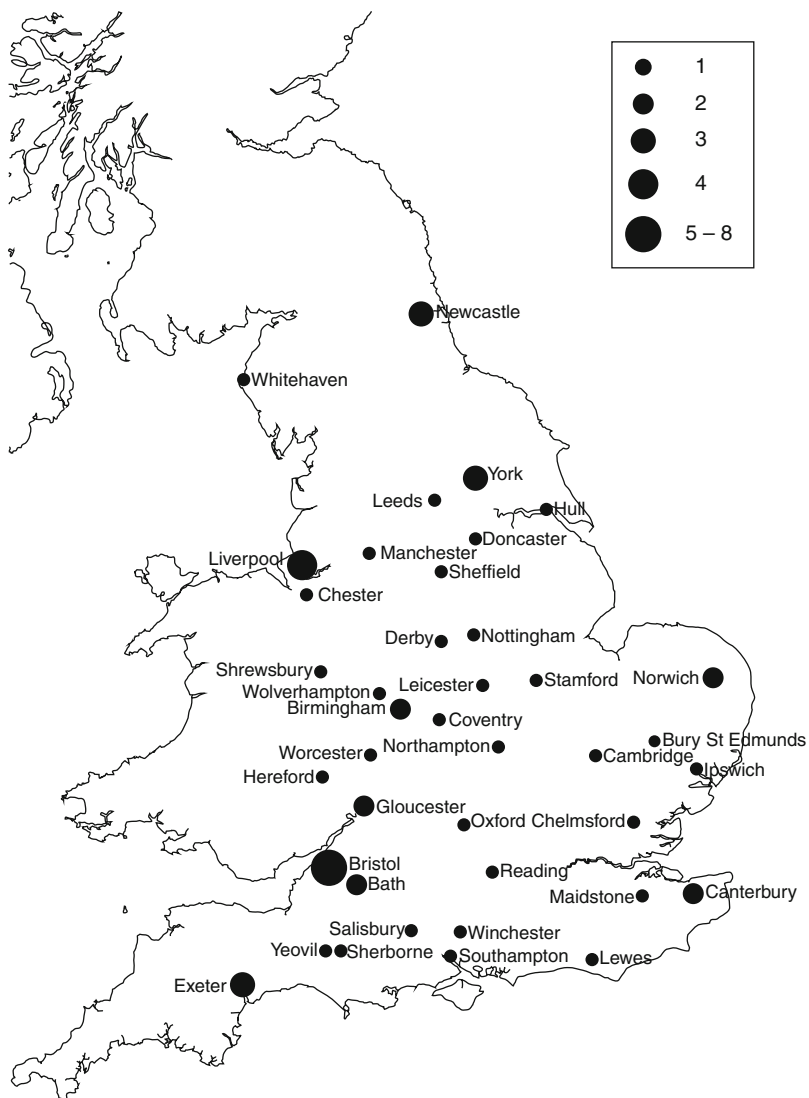 1
2
3
4
5 – 8
Newcastle
Whitehaven
York
Leeds
Hull
Doncaster
Manchester
Liverpool
Sheffield
Chester
Derby
Nottingham
Shrewsbury
Wolverhampton
Leicester
Stamford
Norwich
Birmingham
Coventry
Worcester
Northampton
Bury St Edmunds
Cambridge
Ipswich
Hereford
Gloucester
Oxford Chelmsford
Bristol
Bath
Reading
Maidstone
Canterbury
Salisbury
Winchester
Yeovil
Sherborne
Southampton
Lewes
Exeter